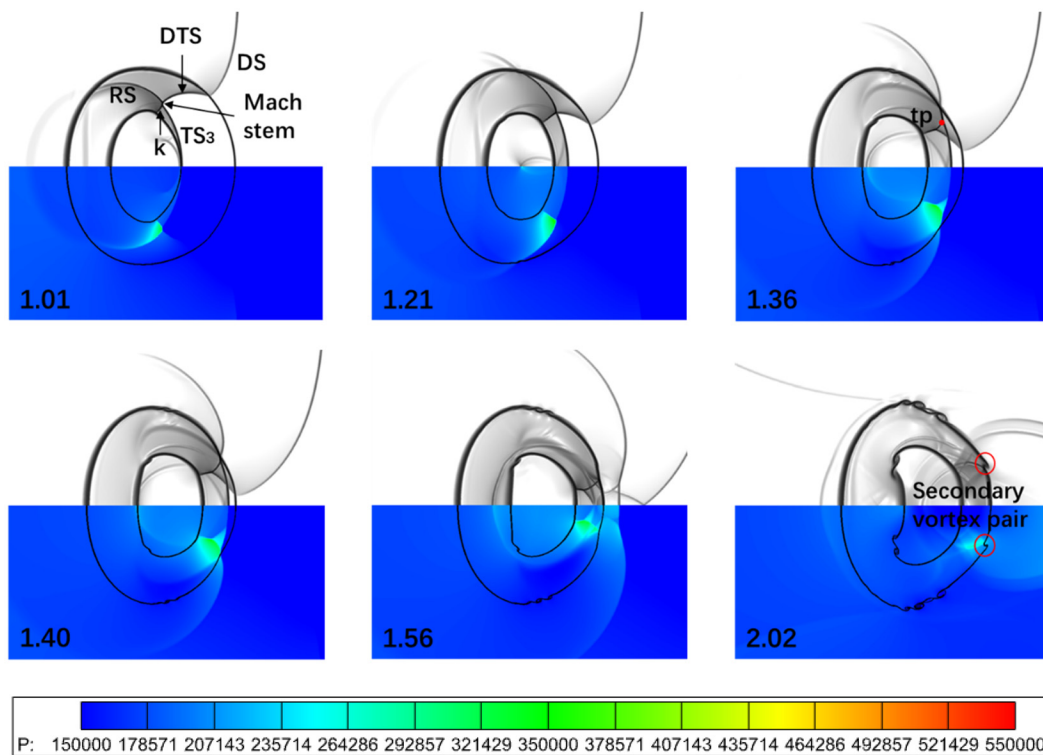 DTS
DS
RS
Mach
stem
TS3
k
1.01
1.21
tp
1.36
1.40
1.56
Secondary
vortex pair
2.02
P: 150000 178571 207143 235714 264286 292857 321429 350000 378571 407143 435714 464286 492857 521429 550000